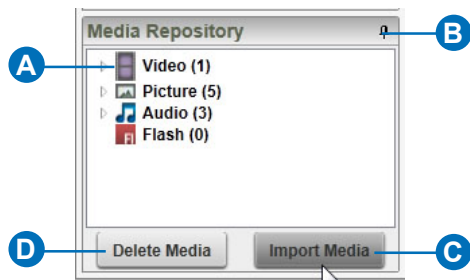 Media Repository
B
A
Video (1)
Picture (5)
Audio (3)
Flash (0)
D
Delete Media
Import Media
C